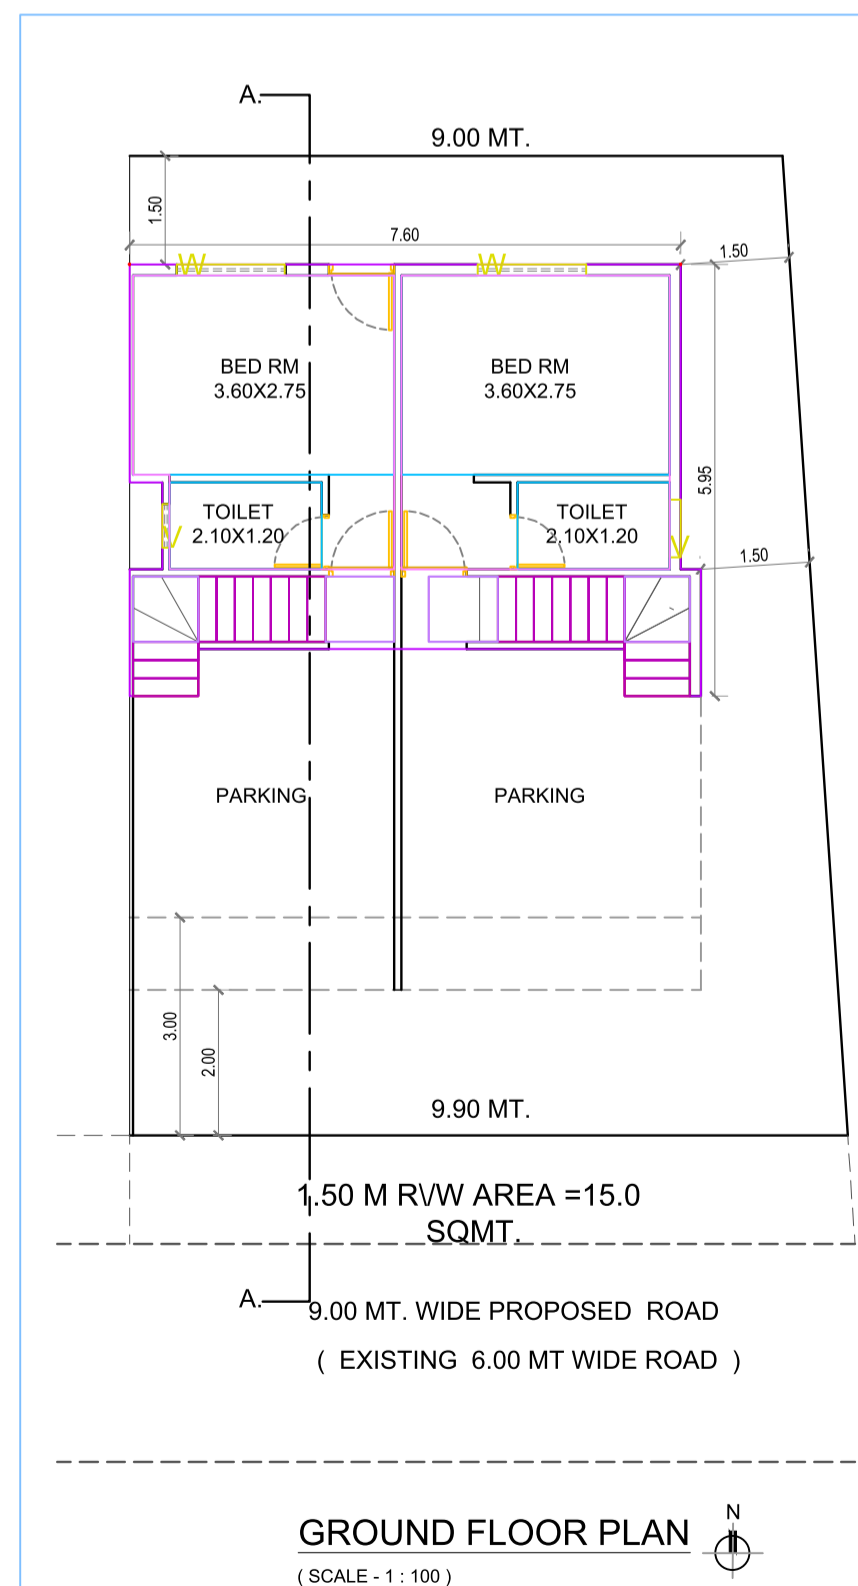 A.
9.00 MT.
1.50
7.60
1.50
W
W
BED RM
3.60X2.75
BED RM
3.60X2.75
5.95
TOILET
2.10X1.20
TOILET
2.10X1.20
W
V
1.50
PARKING
PARKING
3.00
2.00
9.90 MT.
1.50 M R\/W AREA =15.0
SQMT.
A.
9.00 MT. WIDE PROPOSED ROAD
( EXISTING 6.00 MT WIDE ROAD )
GROUND FLOOR PLAN
N
( SCALE - 1 : 100 )